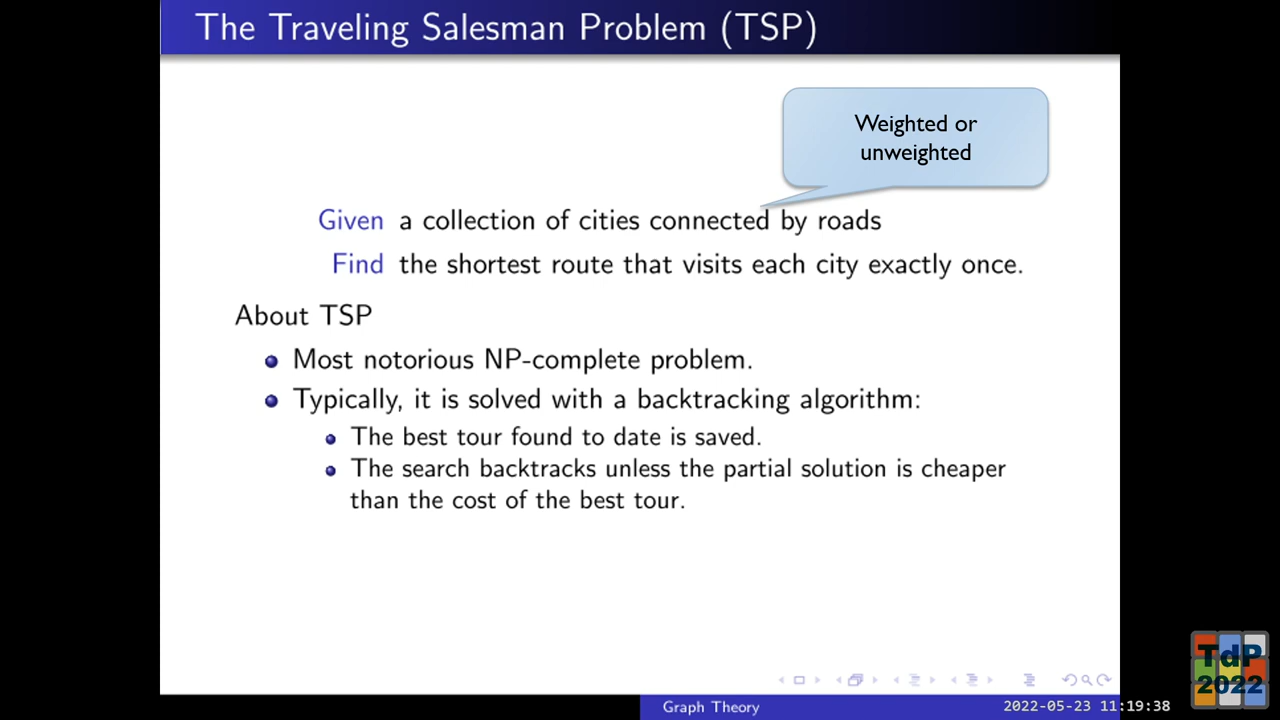 The Traveling Salesman Problem (TSP)
Weighted or
unweighted
Given a collection of cities connected by roads
Find the shortest route that visits each city exactly once.
About TSP
Most notorious NP-complete problem.
Typically, it is solved with a backtracking algorithm:
The best tour found to date is saved.
The search backtracks unless the partial solution is cheaper
than the cost of the best tour.
TdP
2022
Graph Theory
2022-05-23 11:19:38